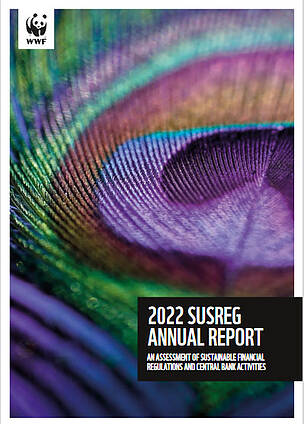 WWF
2022 SUSREG
ANNUAL REPORT
AN ASSESSMENT OF SUSTAINABLE FINANCIAL
REGULATIONS AND CENTRAL BANK ACTIVITIES